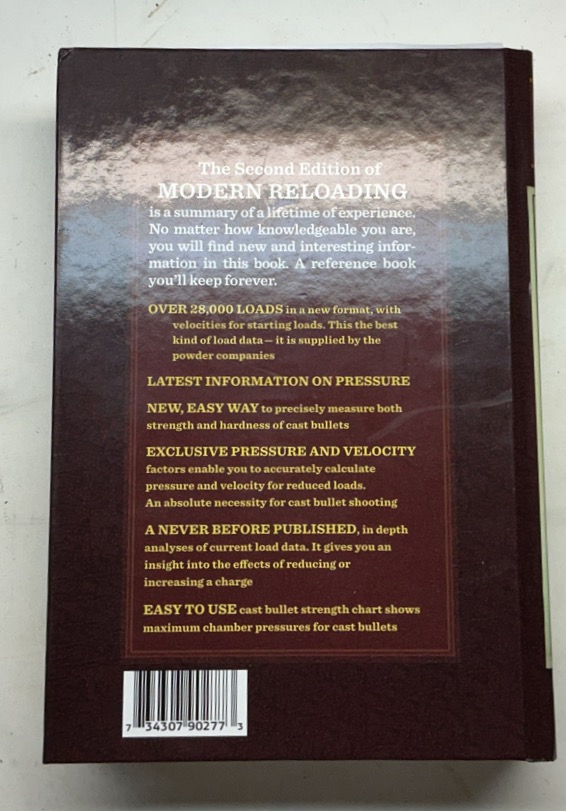 The Second Edition of
MODERN RELOADING
is a summary of a lifetime of experience.
No matter how knowledgeable you are,
you will find new and interesting infor-
mation in this book. A reference book
you'll keep forever.
OVER 28,000 LOADS in a new format, with
velocities for starting loads. This the best
kind of load data – it is supplied by the
powder companies
LATEST INFORMATION ON PRESSURE
NEW, EASY WAY to precisely measure both
strength and hardness of cast bullets
EXCLUSIVE PRESSURE AND VELOCITY
factors enable you to accurately calculate
pressure and velocity for reduced loads.
An absolute necessity for cast bullet shooting
A NEVER BEFORE PUBLISHED, in depth
analyses of current load data. It gives you an
insight into the effects of reducing or
increasing a charge
EASY TO USE cast bullet strength chart shows
maximum chamber pressures for cast bullets
7 34307 90277 3